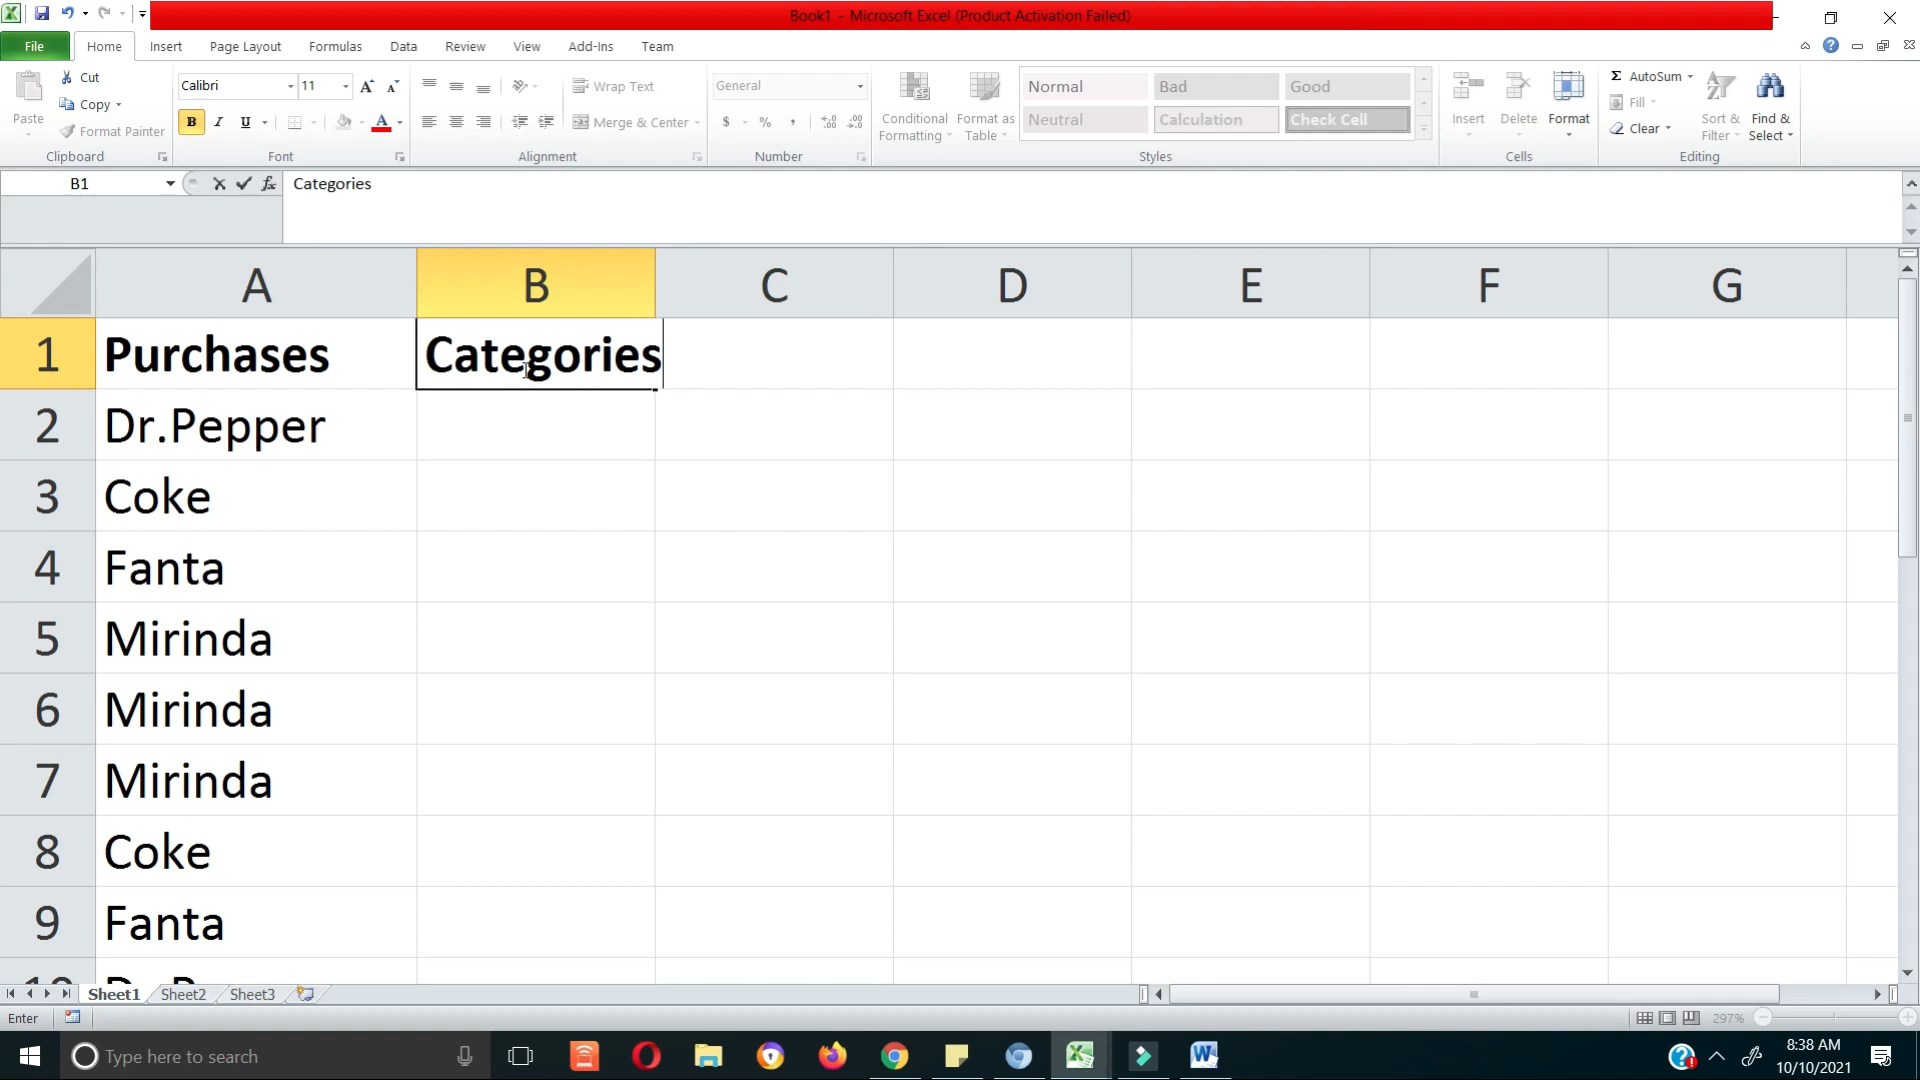 Book1 - Microsoft Excel (Product Activation Failed)
File Home Insert Page Layout Formulas Data Review View Add-Ins Team
Paste
Cut
Copy
Format Painter
Clipboard
Calibri 11
B I U A
Font
Wrap Text
Merge & Center
Alignment
General
$ % ,
Number
Conditional Formatting
Format as Table
Normal Bad Good
Neutral Calculation Check Cell
Styles
Insert Delete Format
Cells
Σ AutoSum
Fill
Clear
Sort & Filter
Find & Select
Editing
B1 fx Categories
A B C D E F G
1 Purchases Categories
2 Dr.Pepper
3 Coke
4 Fanta
5 Mirinda
6 Mirinda
7 Mirinda
8 Coke
9 Fanta
Sheet1 Sheet2 Sheet3
Enter 297%
Type here to search
8:38 AM
10/10/2021